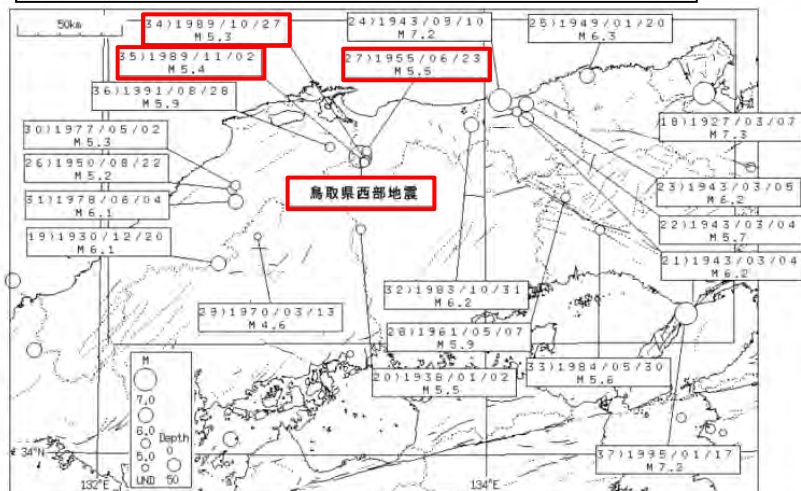 50km
34)1989/10/27
M5.3
24)1943/09/10
M7.2
25)1949/01/20
M6.3
35)1989/11/02
M5.4
27)1955/06/23
M5.5
36)1991/08/28
M5.9
18)1927/03/07
M7.3
30)1977/05/02
M5.3
26)1950/08/22
M5.2
31)1978/06/04
M6.1
19)1930/12/20
M6.1
鳥取県西部地震
23)1943/03/05
M6.2
22)1943/03/04
M5.7
21)1943/03/04
M6.2
32)1983/10/31
M6.2
29)1970/03/13
M4.6
28)1961/05/07
M5.9
20)1938/01/02
M5.5
33)1984/05/30
M5.6
37)1995/01/17
M7.2
M
7.0
6.0
5.0
UND
Depth
0
50
34°N
132°E
134°E